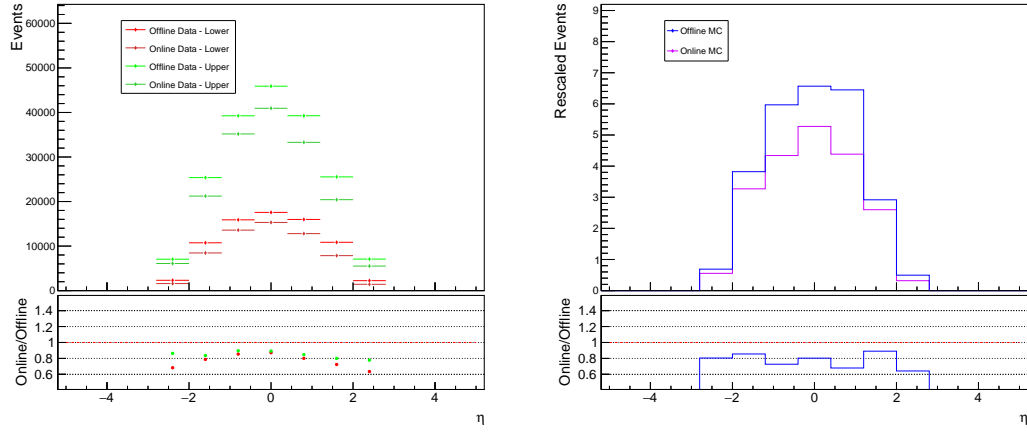 Events
60000
50000
40000
30000
20000
10000
0
Offline Data - Lower
Online Data - Lower
Offline Data - Upper
Online Data - Upper
Online/Offline
1.4
1.2
1
0.8
0.6
−4 −2 0 2 4
η
Rescaled Events
9
8
7
6
5
4
3
2
1
0
Offline MC
Online MC
Online/Offline
1.4
1.2
1
0.8
0.6
−4 −2 0 2 4
η